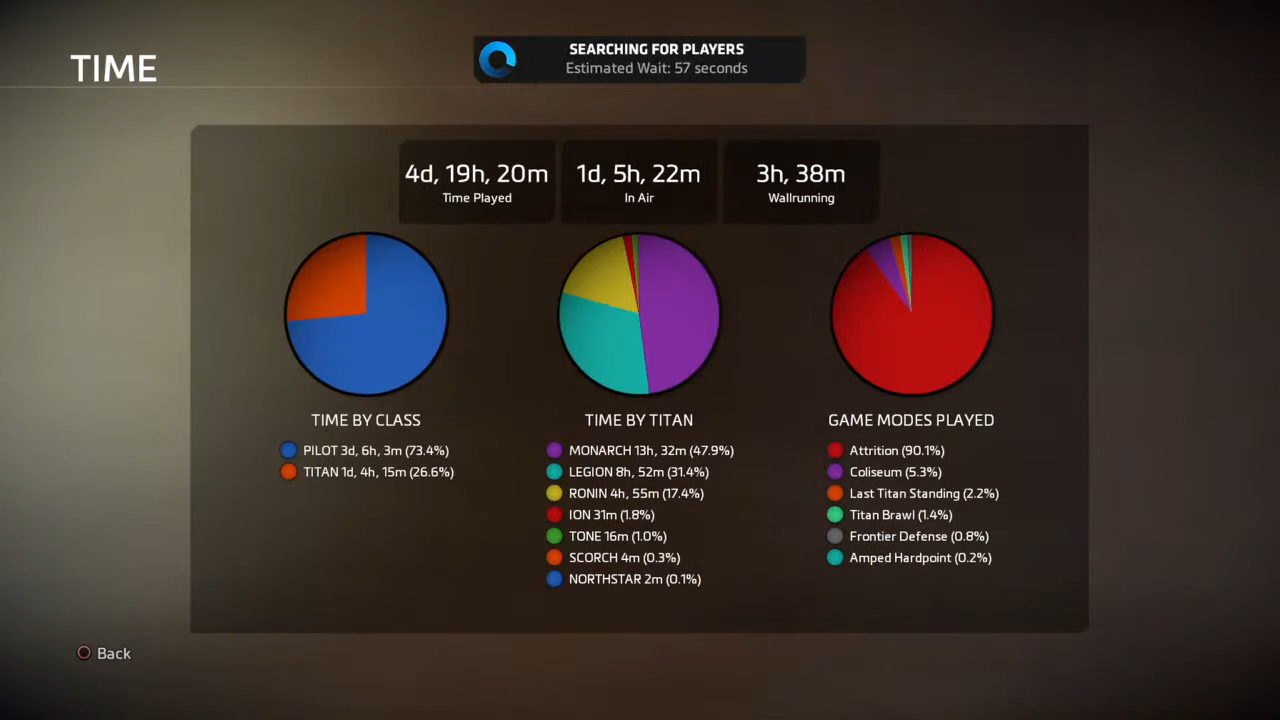 TIME
SEARCHING FOR PLAYERS
Estimated Wait: 57 seconds
4d, 19h, 20m
Time Played
1d, 5h, 22m
In Air
3h, 38m
Wallrunning
TIME BY CLASS
PILOT 3d, 6h, 3m (73.4%)
TITAN 1d, 4h, 15m (26.6%)
TIME BY TITAN
MONARCH 13h, 32m (47.9%)
LEGION 8h, 52m (31.4%)
RONIN 4h, 55m (17.4%)
ION 31m (1.8%)
TONE 16m (1.0%)
SCORCH 4m (0.3%)
NORTHSTAR 2m (0.1%)
GAME MODES PLAYED
Attrition (90.1%)
Coliseum (5.3%)
Last Titan Standing (2.2%)
Titan Brawl (1.4%)
Frontier Defense (0.8%)
Amped Hardpoint (0.2%)
Back